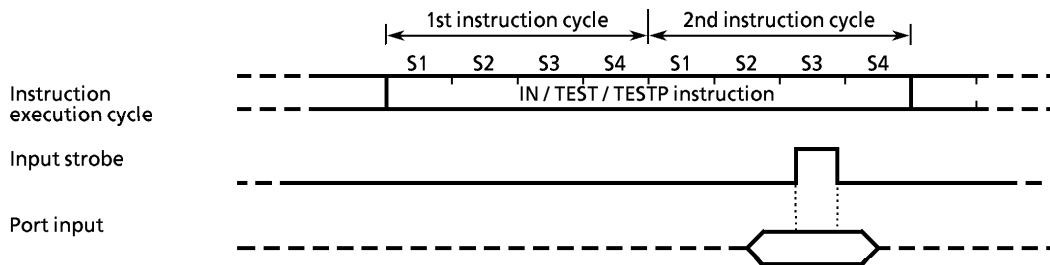 1st instruction cycle 2nd instruction cycle
S1 S2 S3 S4 S1 S2 S3 S4
Instruction
execution cycle
IN / TEST / TESTP instruction
Input strobe
Port input